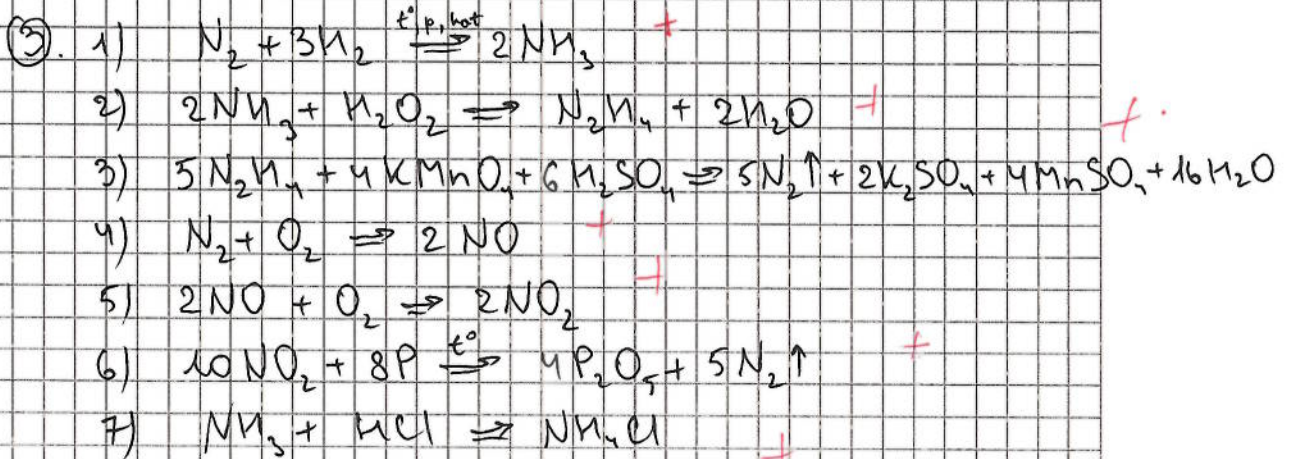 ③. 1) N₂ + 3H₂ t°, p, kat ⇒ 2NH₃ +
2) 2NH₃ + H₂O₂ ⇒ N₂H₄ + 2H₂O +
3) 5N₂H₄ + 4KMnO₄ + 6H₂SO₄ ⇒ 5N₂↑ + 2K₂SO₄ + 4MnSO₄ + 16H₂O +.
4) N₂ + O₂ ⇒ 2NO +
5) 2NO + O₂ ⇒ 2NO₂ +
6) 10NO₂ + 8P t° ⇒ 4P₂O₅ + 5N₂↑ +
7) NH₃ + HCl ⇒ NH₄Cl +